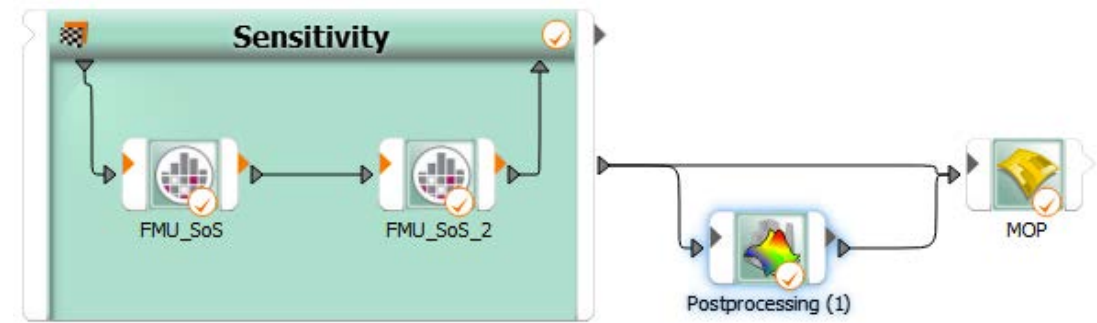 Sensitivity
FMU_SoS
FMU_SoS_2
MOP
Postprocessing (1)